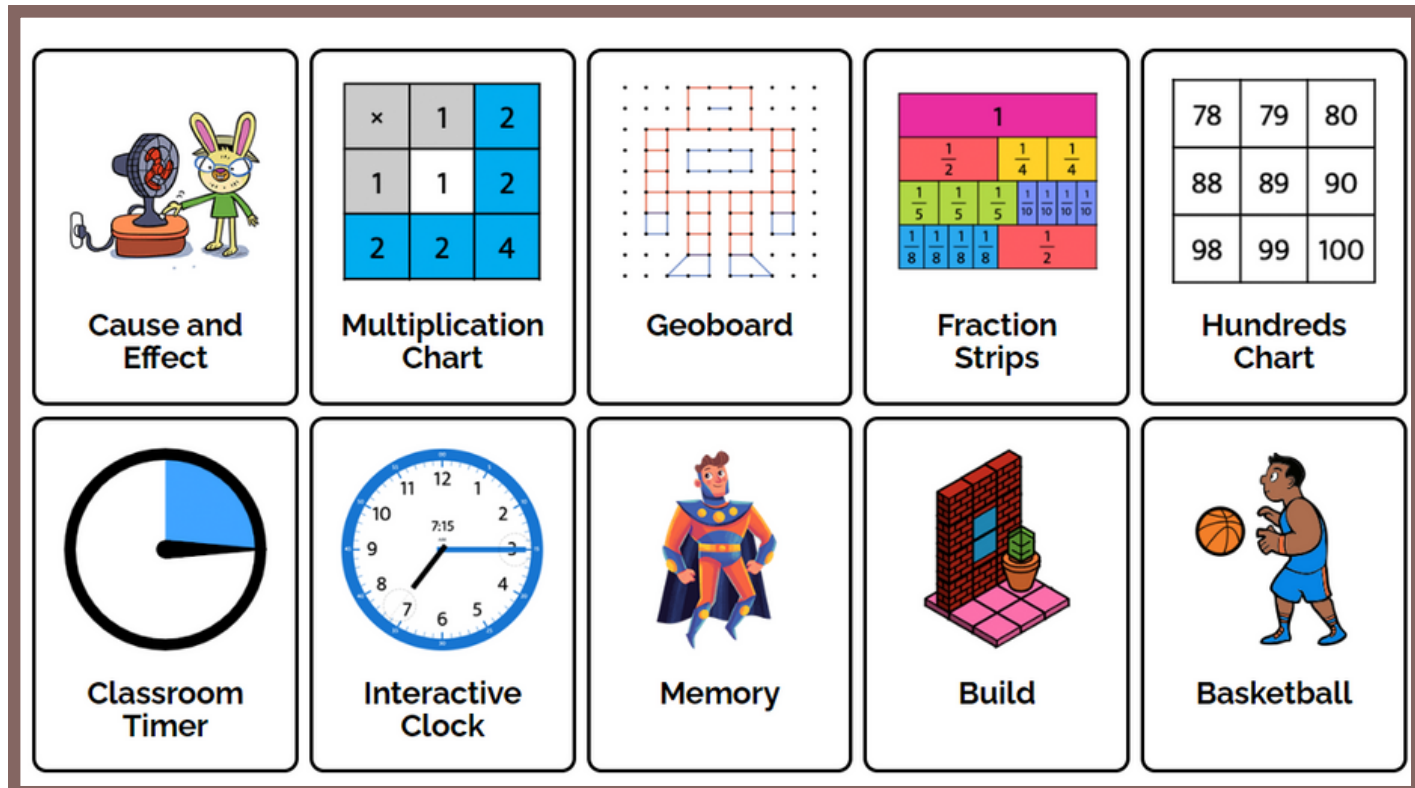 × 1 2
1 1 2
2 2 4
1
1/2 1/4 1/4
1/5 1/5 1/5 1/10 1/10 1/10 1/10
1/8 1/8 1/8 1/8 1/2
78 79 80
88 89 90
98 99 100
Cause and
Effect
Multiplication
Chart
Geoboard
Fraction
Strips
Hundreds
Chart
12
11 1
10 7:15 2
9 3
8 4
7 5
6
Classroom
Timer
Interactive
Clock
Memory
Build
Basketball